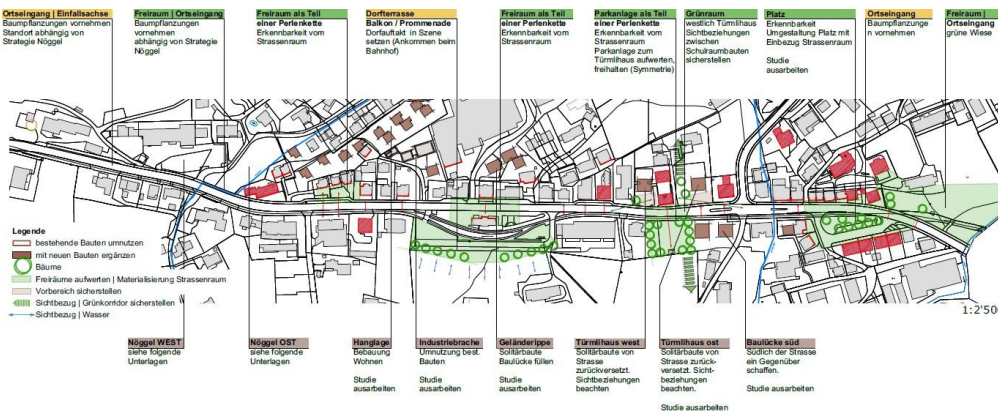 Ortseingang | Einfallsachse
Baumpflanzungen vornehmen
Standort abhängig von
Strategie Nöggel
Freiraum | Ortseingang
Baumpflanzungen
vornehmen
abhängig von Strategie
Nöggel
Freiraum als Teil
einer Perlenkette
Erkennbarkeit vom
Strassenraum
Dorfterrasse
Balkon / Promenade
Dorfauftakt in Szene
setzen (Ankommen beim
Bahnhof)
Freiraum als Teil
einer Perlenkette
Erkennbarkeit vom
Strassenraum
Parkanlage als Teil
einer Perlenkette
Erkennbarkeit vom
Strassenraum
Parkanlage zum
Türmlihaus aufwerten,
freihalten (Symmetrie)
Grünraum
westlich Türmlihaus
Sichtbeziehungen
zwischen
Schulraumbauten
sicherstellen
Platz
Erkennbarkeit
Umgestaltung Platz mit
Einbezug Strassenraum
Studie
ausarbeiten
Ortseingang
Baumpflanzunge
n vornehmen
Freiraum |
Ortseingang
grüne Wiese
Legende
bestehende Bauten umnutzen
mit neuen Bauten ergänzen
Bäume
Freiräume aufwerten | Materialisierung Strassenraum
Vorbereich sicherstellen
Sichtbezug | Grünkorridor sicherstellen
Sichtbezug | Wasser
1:2'500
Nöggel WEST
siehe folgende
Unterlagen
Nöggel OST
siehe folgende
Unterlagen
Hanglage
Bebauung
Wohnen
Studie
ausarbeiten
Industriebrache
Umnutzung best.
Bauten
Studie
ausarbeiten
Geländerippe
Solitärbaute
Baulücke füllen
Studie
ausarbeiten
Türmlihaus west
Solitärbaute von
Strasse
zurückversetzt.
Sichtbeziehungen
beachten
Türmlihaus ost
Solitärbaute von
Strasse zurück-
versetzt. Sicht-
beziehungen
beachten.
Studie ausarbeiten
Baulücke süd
Südlich der Strasse
ein Gegenüber
schaffen.
Studie ausarbeiten